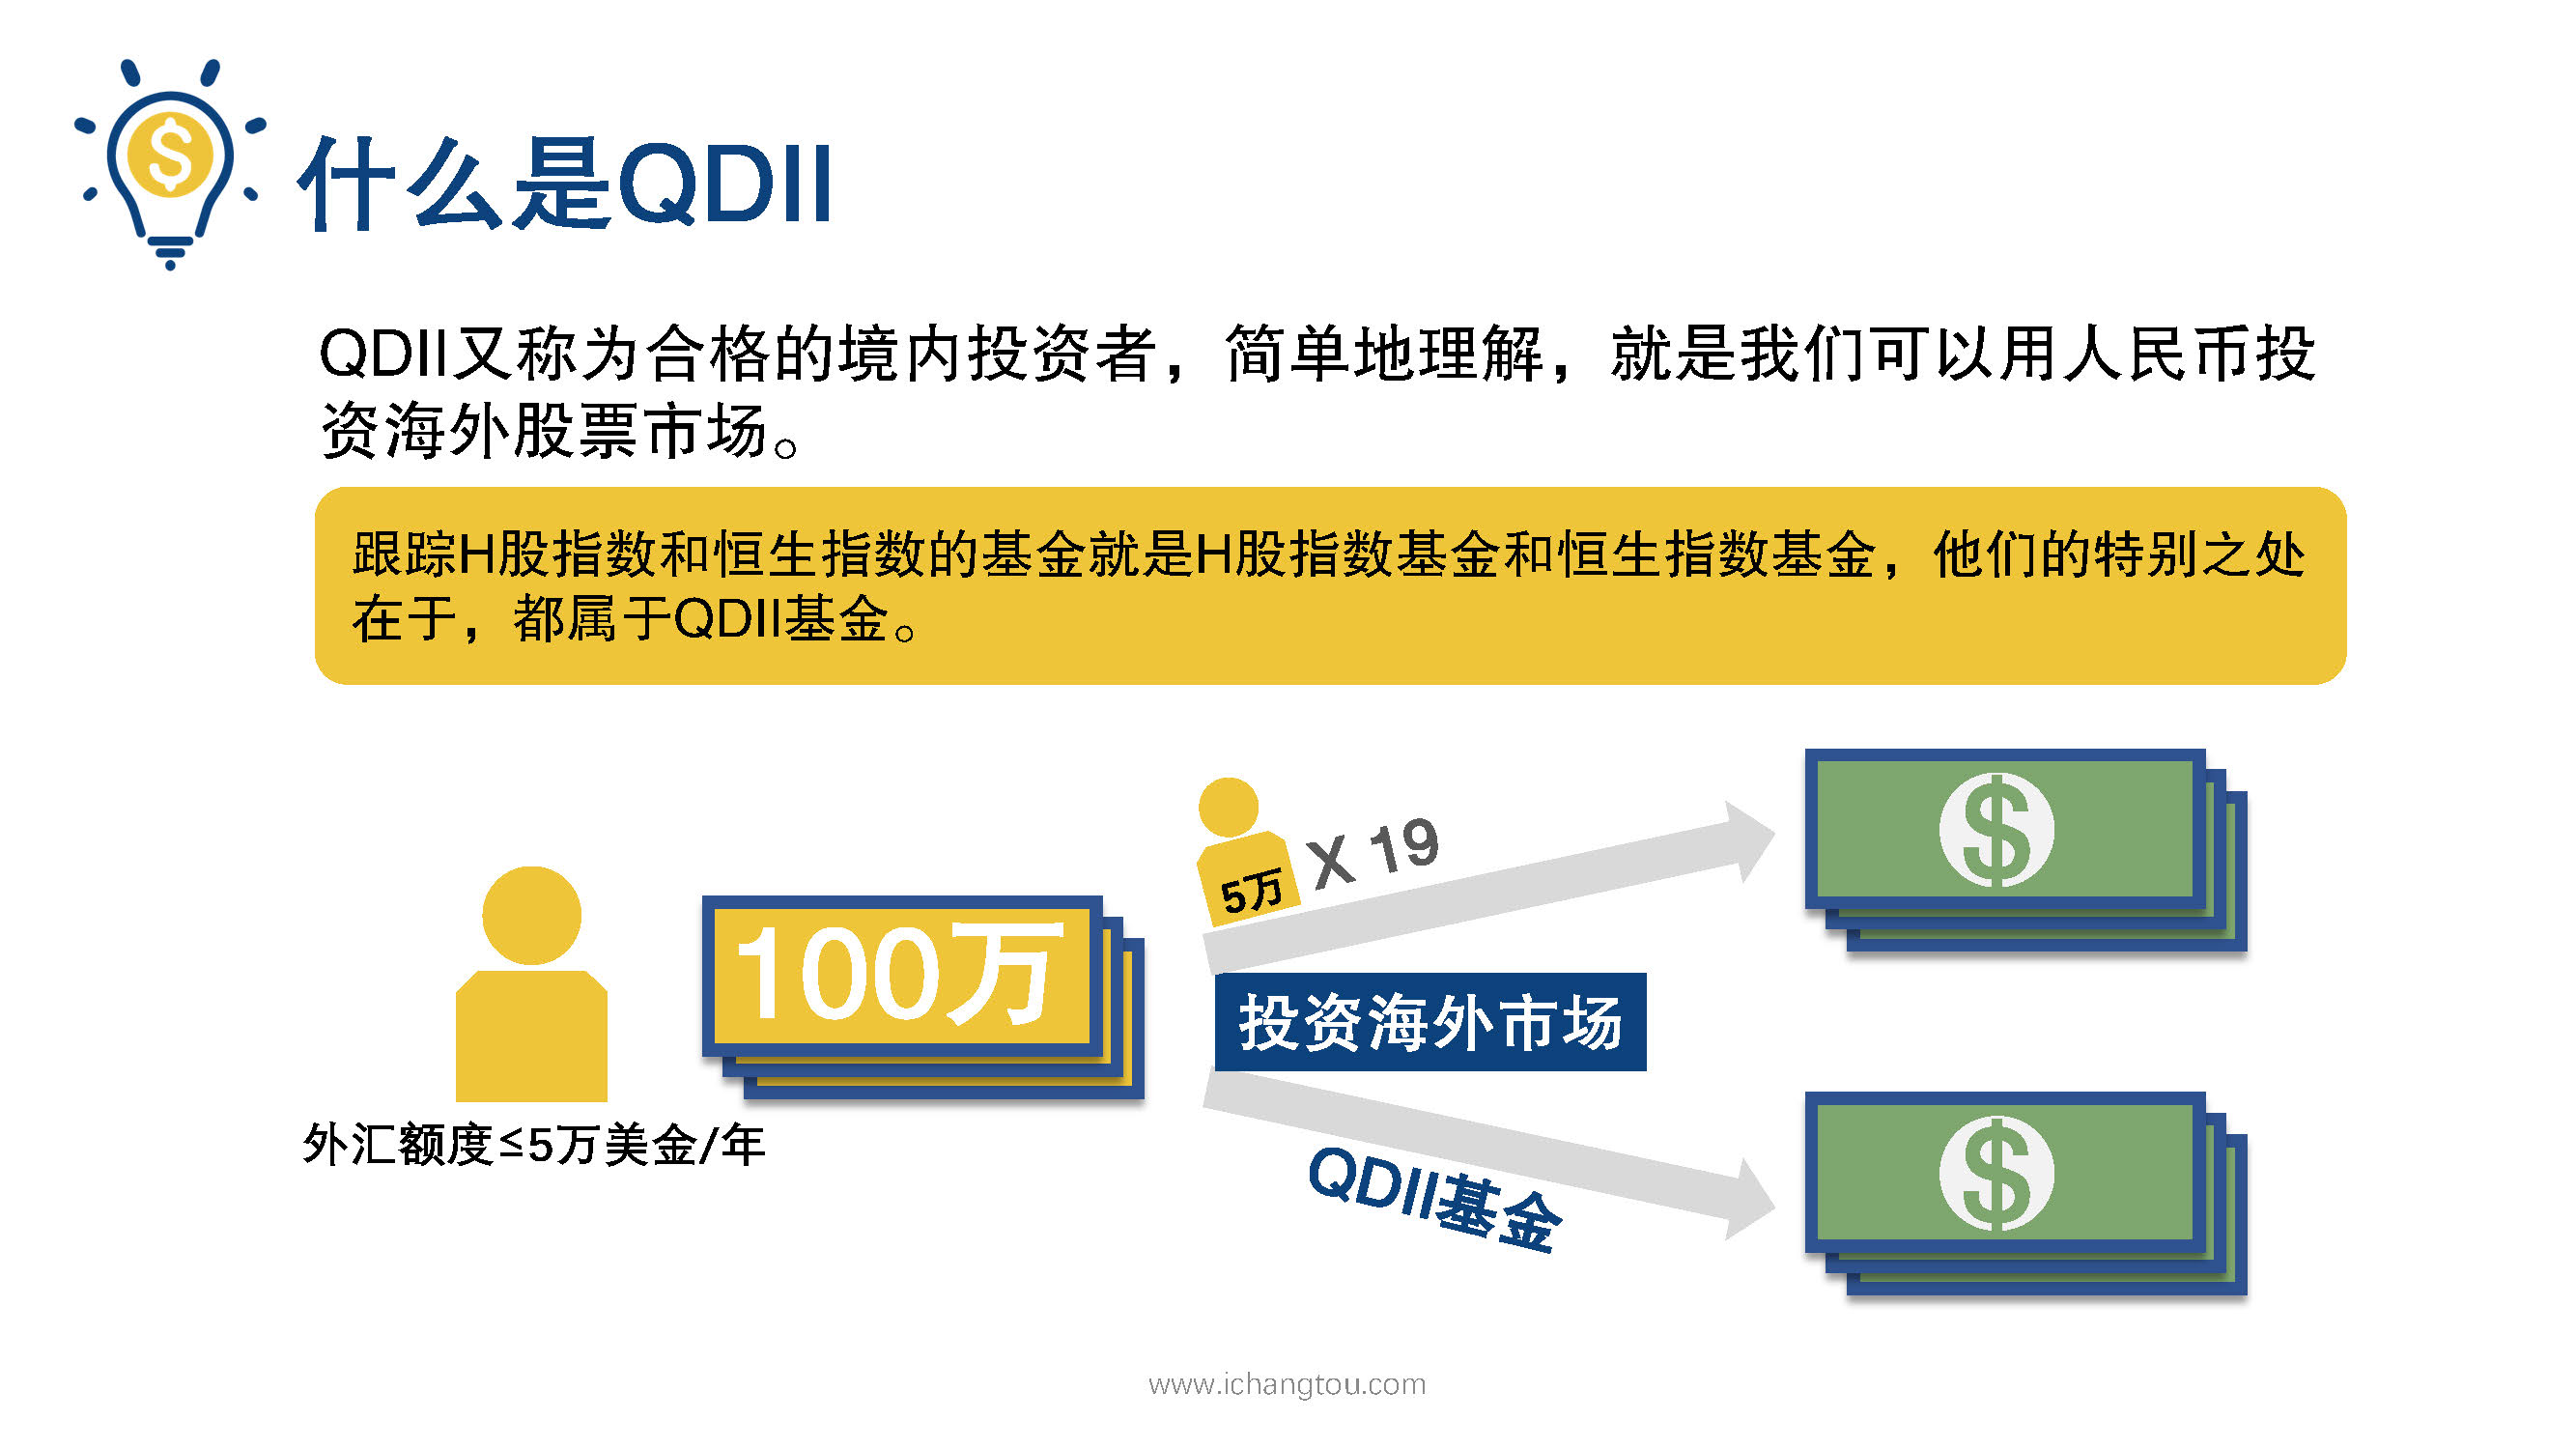 什么是QDII
QDII又称为合格的境内投资者，简单地理解，就是我们可以用人民币投
资海外股票市场。
跟踪H股指数和恒生指数的基金就是H股指数基金和恒生指数基金，他们的特别之处
在于，都属于QDII基金。
5万 X 19
$
100万
投资海外市场
外汇额度≤5万美金/年
QDII基金
$
www.ichangtou.com